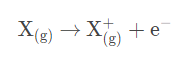 X(g) → X⁺(g) + e⁻